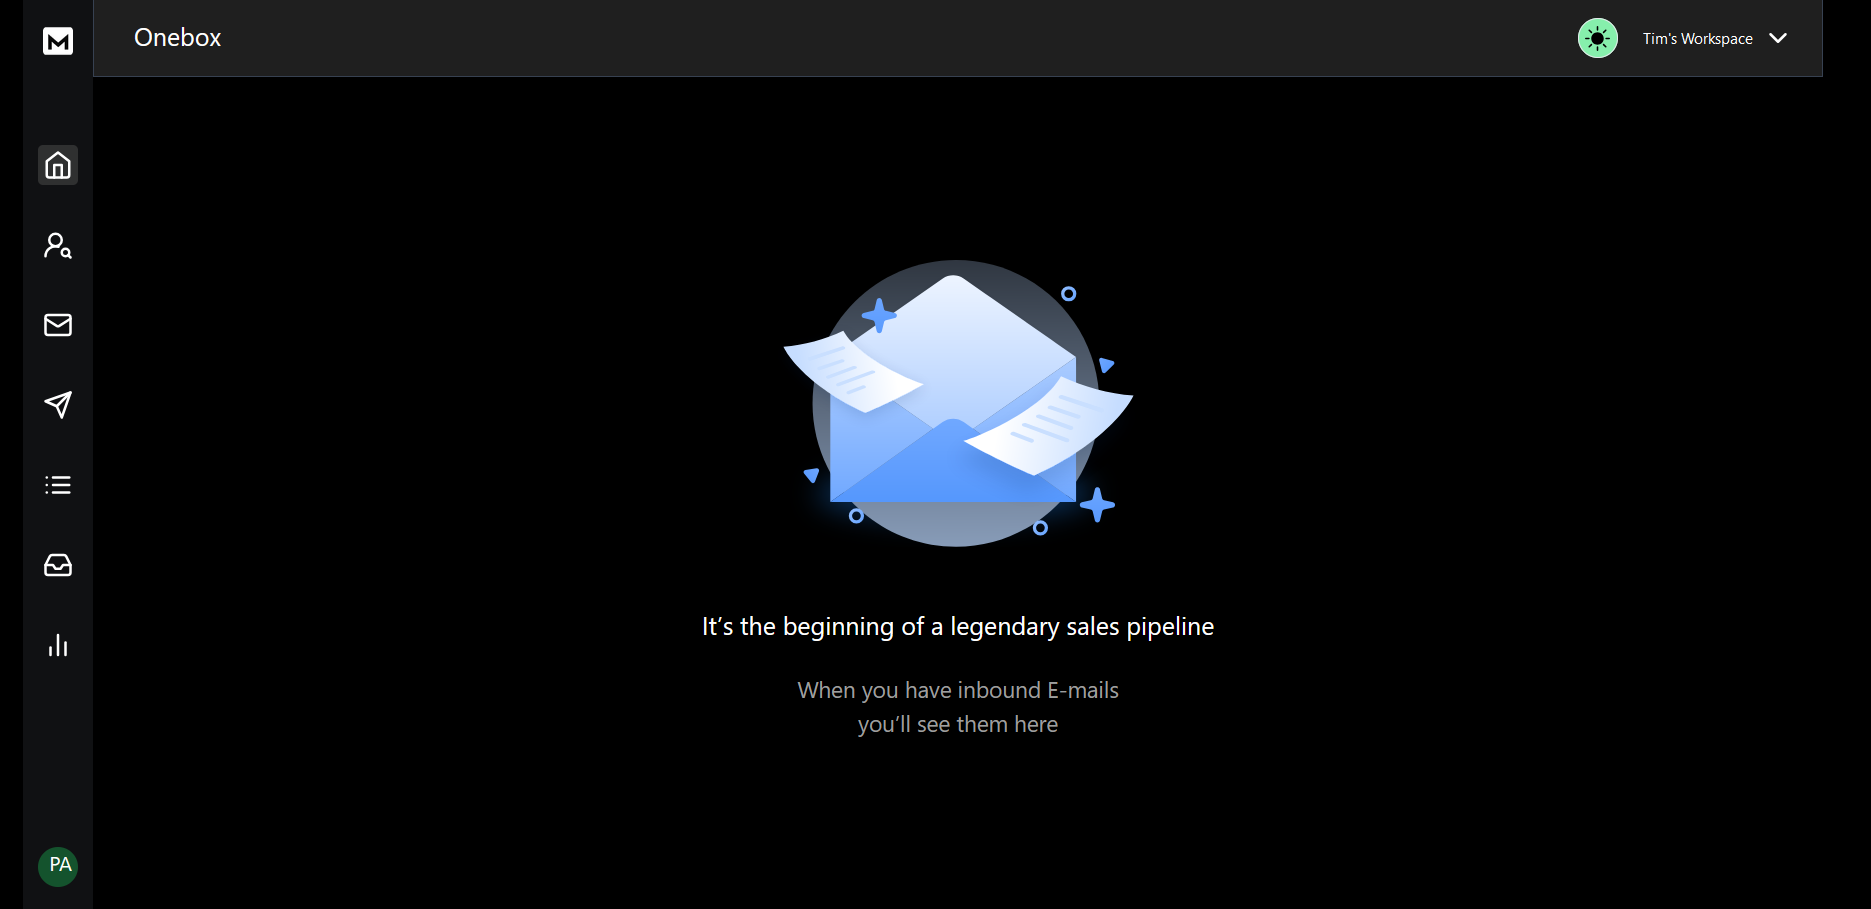 Onebox
Tim's Workspace
It’s the beginning of a legendary sales pipeline
When you have inbound E-mails
you’ll see them here
PA